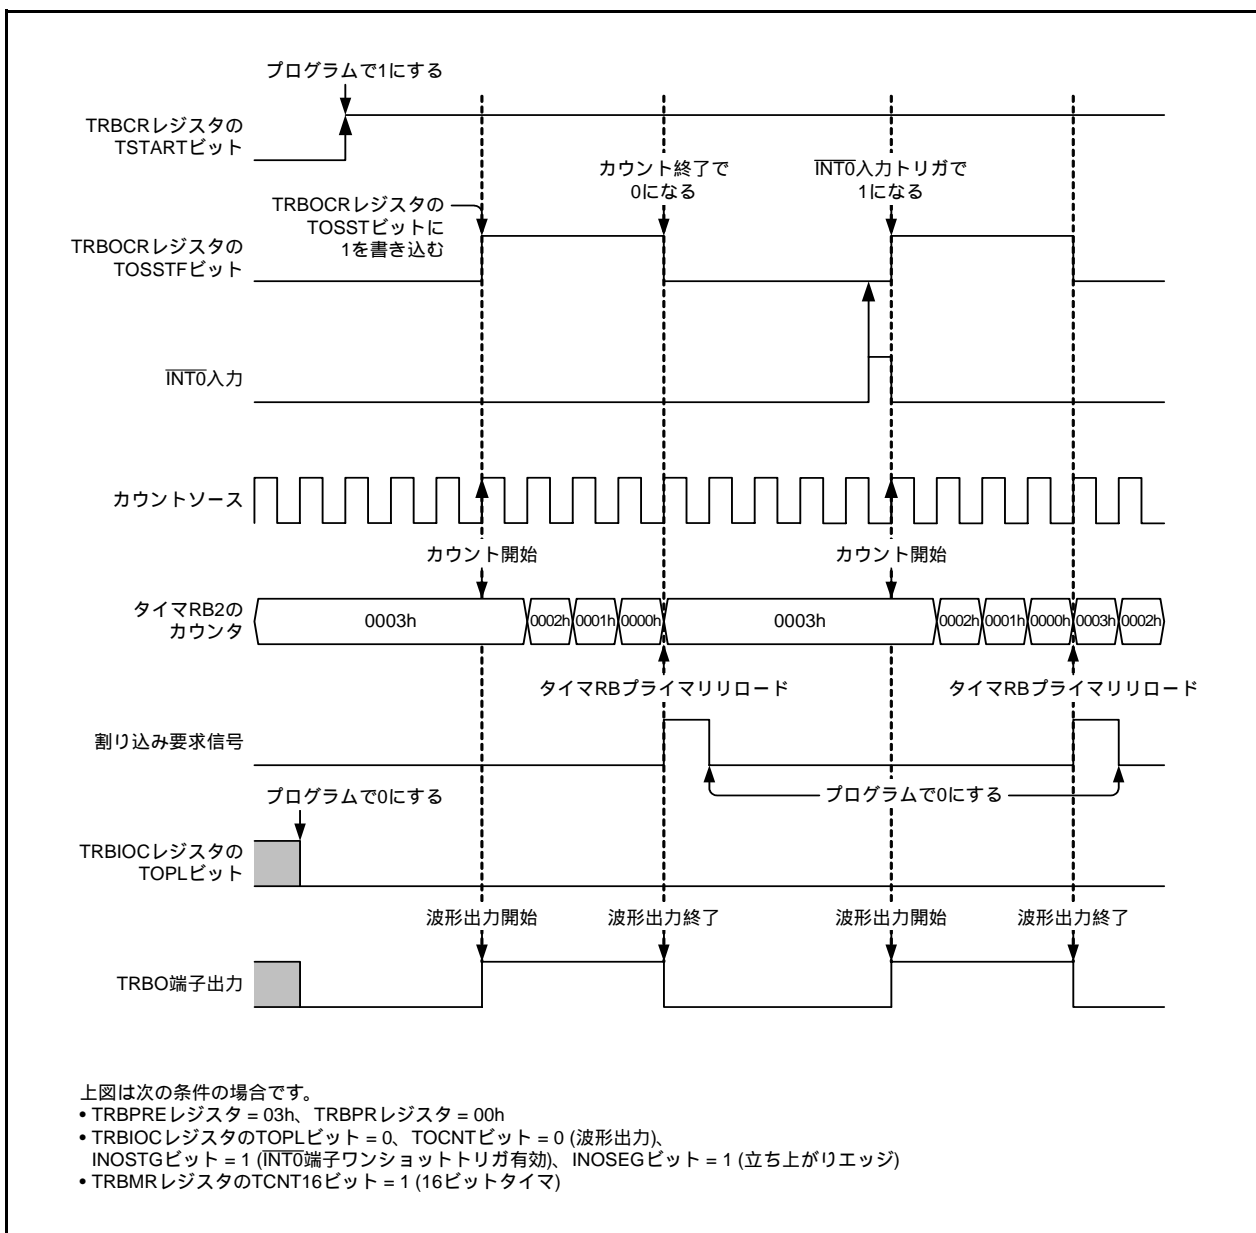 プログラムで1にする
TRBCRレジスタの
TSTARTビット
カウント終了で
0になる
INT0入力トリガで
1になる
TRBOCRレジスタの
TOSSTビットに
1を書き込む
TRBOCRレジスタの
TOSSTFビット
INT0入力
カウントソース
カウント開始
カウント開始
タイマRB2の
カウンタ
0003h 0002h 0001h 0000h 0003h 0002h 0001h 0000h 0003h 0002h
タイマRBプライマリリロード
タイマRBプライマリリロード
割り込み要求信号
プログラムで0にする
プログラムで0にする
TRBIOCレジスタの
TOPLビット
波形出力開始
波形出力終了
波形出力開始
波形出力終了
TRBO端子出力
上図は次の条件の場合です。
• TRBPREレジスタ = 03h、TRBPRレジスタ = 00h
• TRBIOCレジスタのTOPLビット = 0、TOCNTビット = 0 (波形出力)、
INOSTGビット = 1 (INT0端子ワンショットトリガ有効)、INOSEGビット = 1 (立ち上がりエッジ)
• TRBMRレジスタのTCNT16ビット = 1 (16ビットタイマ)